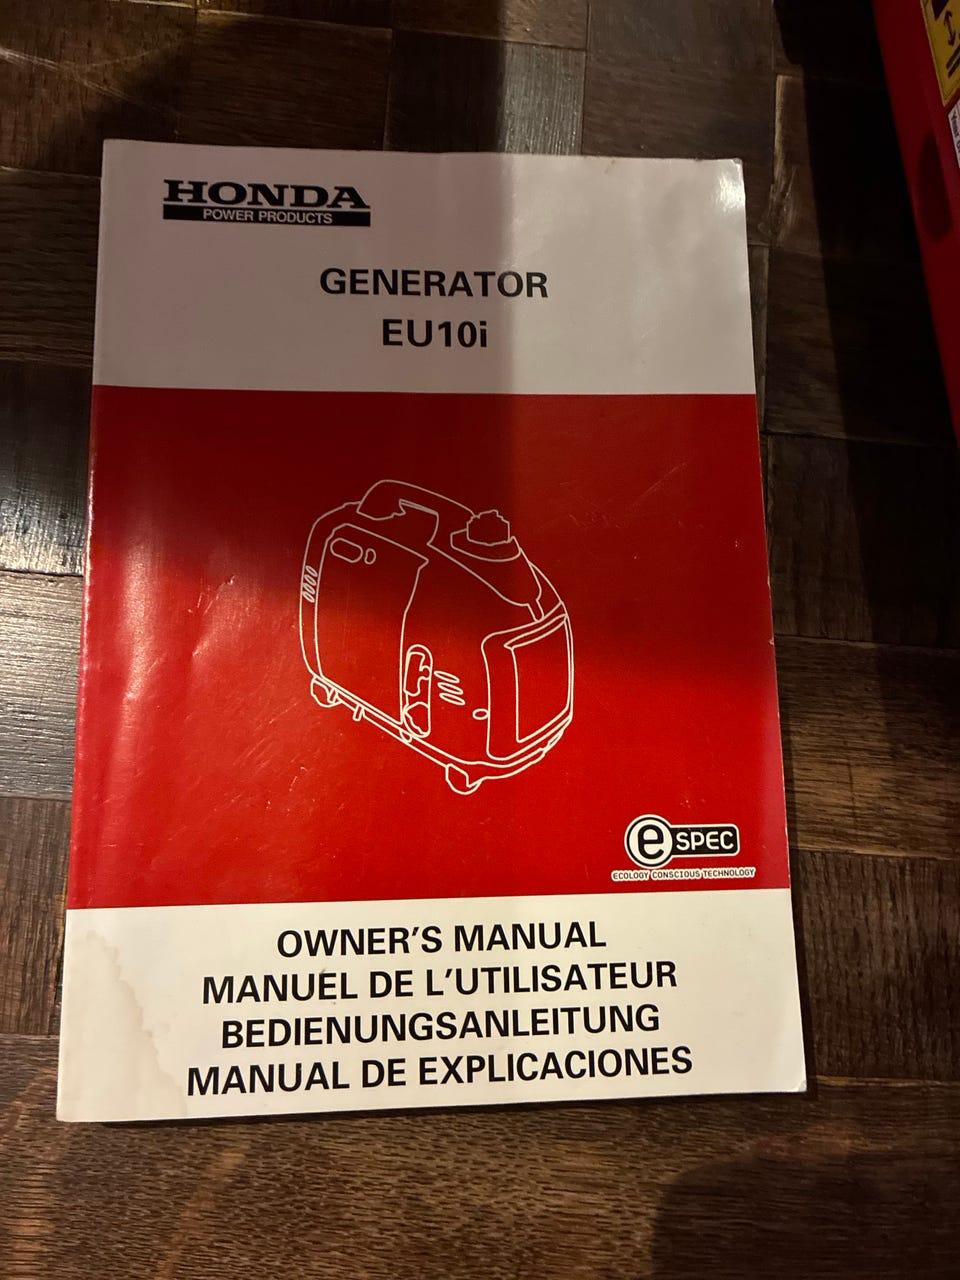 HONDA
POWER PRODUCTS
GENERATOR
EU10i
e SPEC
ECOLOGY CONSCIOUS TECHNOLOGY
OWNER'S MANUAL
MANUEL DE L'UTILISATEUR
BEDIENUNGSANLEITUNG
MANUAL DE EXPLICACIONES